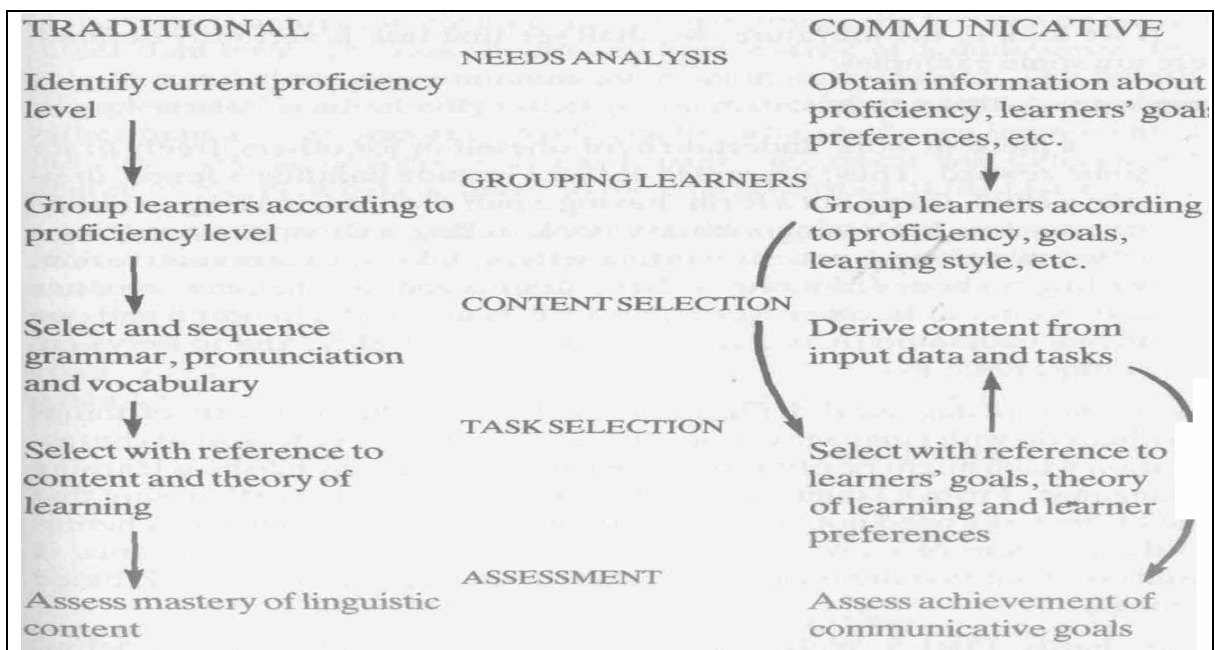 TRADITIONAL
COMMUNICATIVE
NEEDS ANALYSIS
Identify current proficiency
level
Obtain information about
proficiency, learners' goals
preferences, etc.
GROUPING LEARNERS
Group learners according to
proficiency level
Group learners according
to proficiency, goals,
learning style, etc.
CONTENT SELECTION
Select and sequence
grammar, pronunciation
and vocabulary
Derive content from
input data and tasks
TASK SELECTION
Select with reference to
content and theory of
learning
Select with reference to
learners' goals, theory
of learning and learner
preferences
ASSESSMENT
Assess mastery of linguistic
content
Assess achievement of
communicative goals